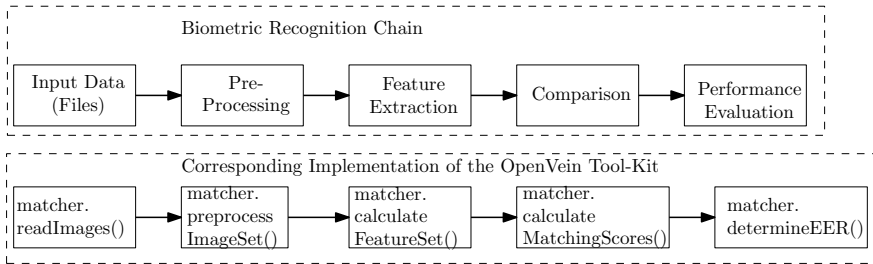 Biometric Recognition Chain
Input Data
(Files)
Pre-
Processing
Feature
Extraction
Comparison
Performance
Evaluation
Corresponding Implementation of the OpenVein Tool-Kit
matcher.
readImages()
matcher.
preprocess
ImageSet()
matcher.
calculate
FeatureSet()
matcher.
calculate
MatchingScores()
matcher.
determineEER()